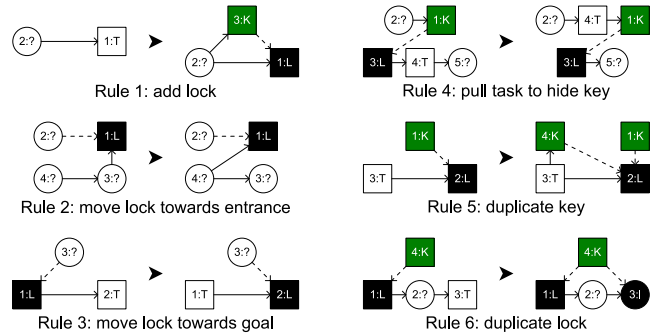 3:K
2:? 1:T
2:? 1:L
Rule 1: add lock
2:? 1:K 2:? 4:T 1:K
3:L 4:T 5:? 3:L 5:?
Rule 4: pull task to hide key
2:? 1:L 2:? 1:L
4:? 3:? 4:? 3:?
Rule 2: move lock towards entrance
1:K 4:K 1:K
3:T 2:L 3:T 2:L
Rule 5: duplicate key
3:? 3:?
1:L 2:T 1:T 2:L
Rule 3: move lock towards goal
4:K 4:K
1:L 2:? 3:T 1:L 2:? 3:I
Rule 6: duplicate lock